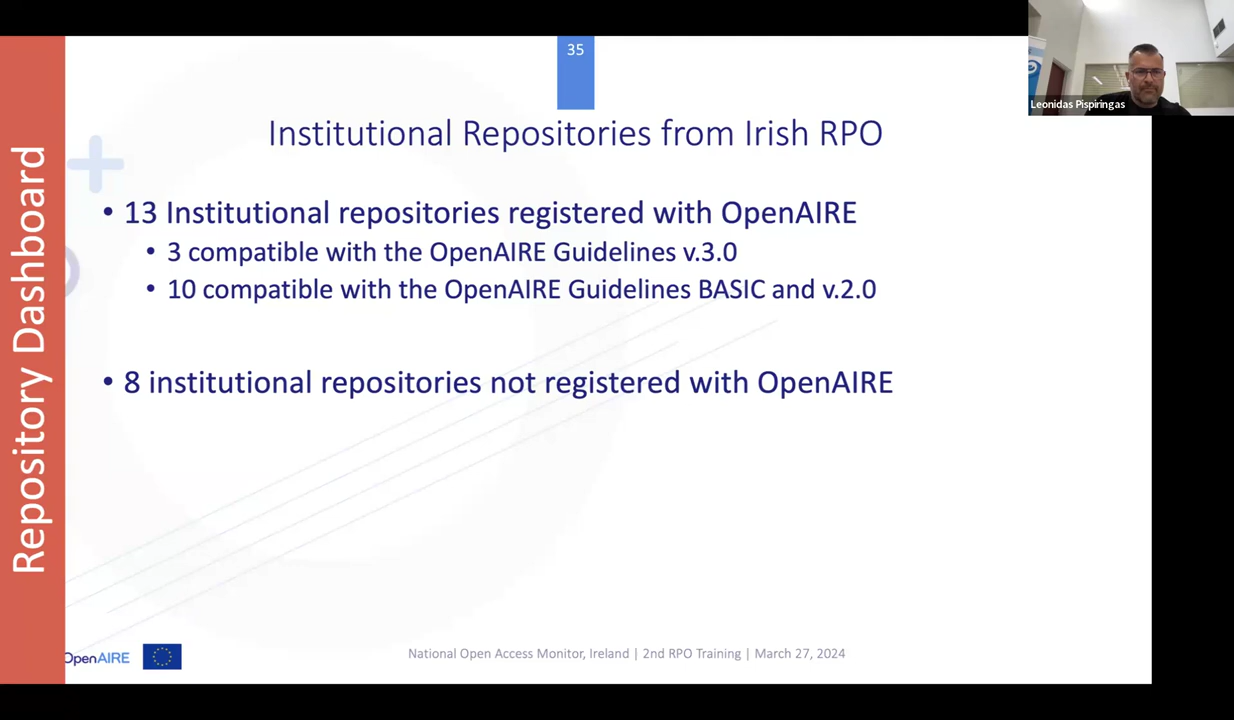 35
Leonidas Pispiringas
Institutional Repositories from Irish RPO
Repository Dashboard
• 13 Institutional repositories registered with OpenAIRE
• 3 compatible with the OpenAIRE Guidelines v.3.0
• 10 compatible with the OpenAIRE Guidelines BASIC and v.2.0
• 8 institutional repositories not registered with OpenAIRE
OpenAIRE
National Open Access Monitor, Ireland | 2nd RPO Training | March 27, 2024